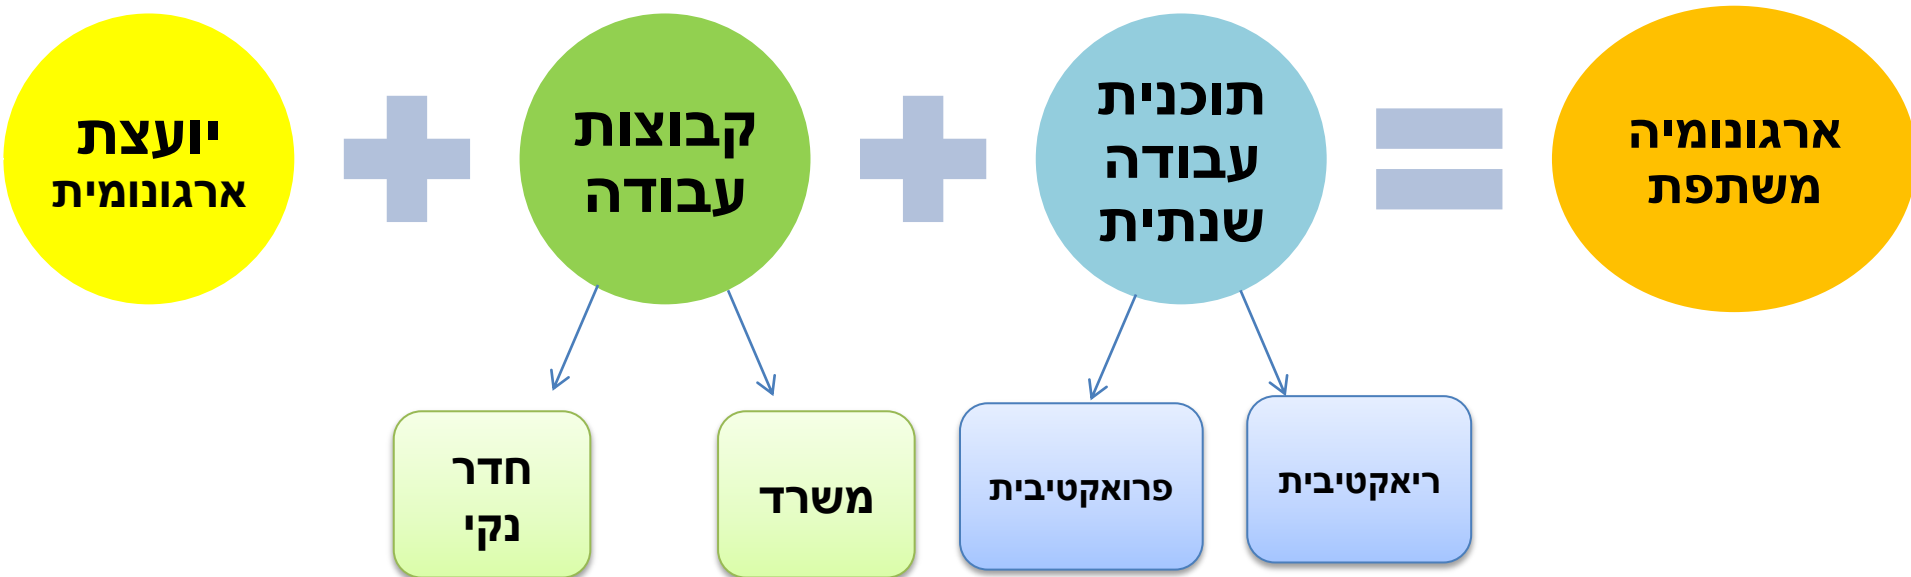 יועצת
ארגונומית
קבוצות
עבודה
תוכנית
עבודה
שנתית
ארגונומיה
משתפת
חדר
נקי
משרד
פרואקטיבית
ריאקטיבית